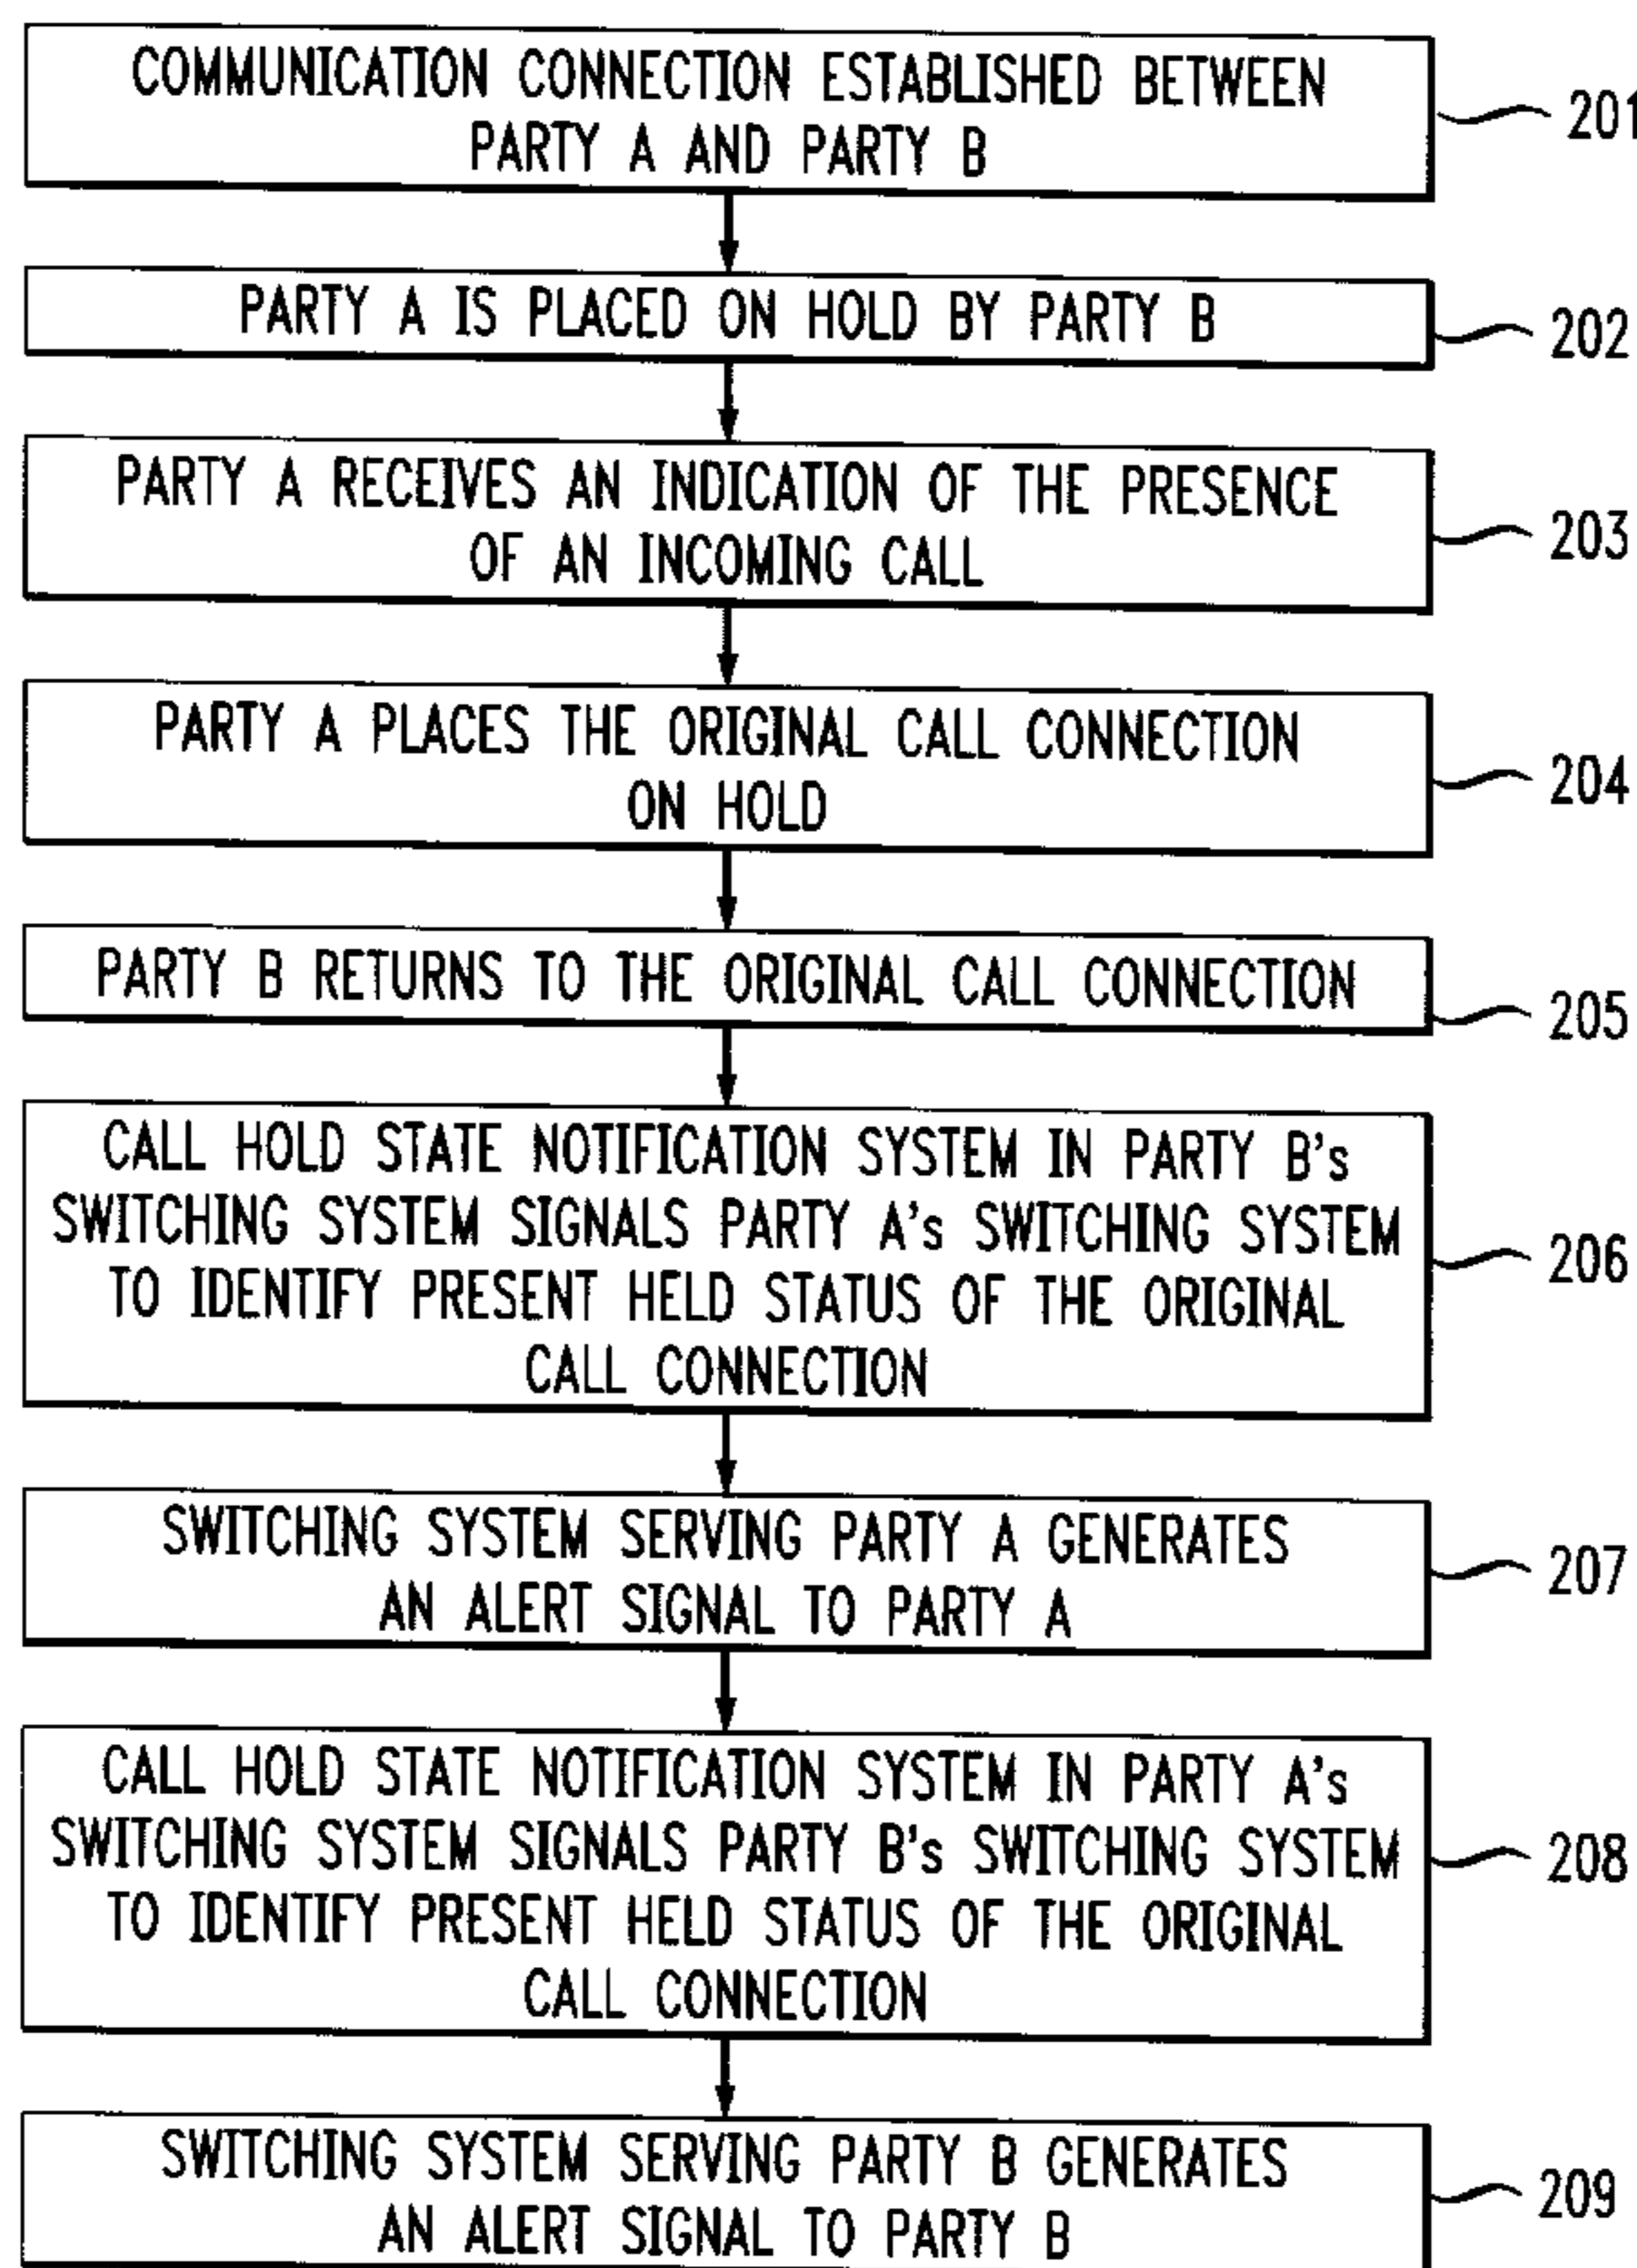 COMMUNICATION CONNECTION ESTABLISHED BETWEEN
PARTY A AND PARTY B
201
PARTY A IS PLACED ON HOLD BY PARTY B
202
PARTY A RECEIVES AN INDICATION OF THE PRESENCE
OF AN INCOMING CALL
203
PARTY A PLACES THE ORIGINAL CALL CONNECTION
ON HOLD
204
PARTY B RETURNS TO THE ORIGINAL CALL CONNECTION
205
CALL HOLD STATE NOTIFICATION SYSTEM IN PARTY B's
SWITCHING SYSTEM SIGNALS PARTY A's SWITCHING SYSTEM
TO IDENTIFY PRESENT HELD STATUS OF THE ORIGINAL
CALL CONNECTION
206
SWITCHING SYSTEM SERVING PARTY A GENERATES
AN ALERT SIGNAL TO PARTY A
207
CALL HOLD STATE NOTIFICATION SYSTEM IN PARTY A's
SWITCHING SYSTEM SIGNALS PARTY B's SWITCHING SYSTEM
TO IDENTIFY PRESENT HELD STATUS OF THE ORIGINAL
CALL CONNECTION
208
SWITCHING SYSTEM SERVING PARTY B GENERATES
AN ALERT SIGNAL TO PARTY B
209